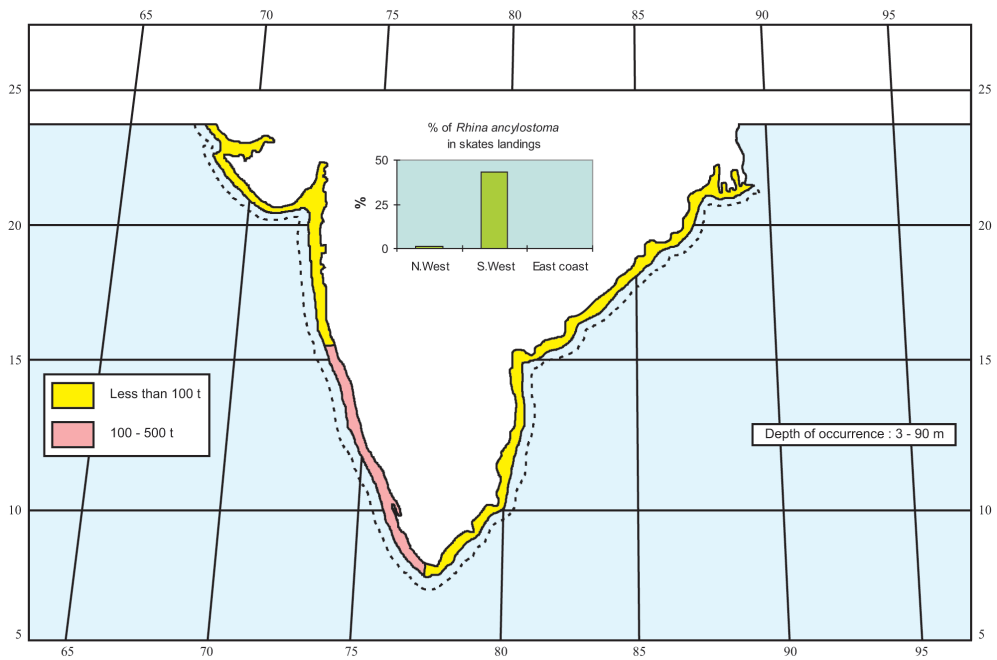 65 70 75 80 85 90 95
25 25
% of Rhina ancylostoma
in skates landings
50
%
25
0
N.West S.West East coast
20 20
15 15
Less than 100 t
100 - 500 t
Depth of occurrence : 3 - 90 m
10 10
5 5
65 70 75 80 85 90 95